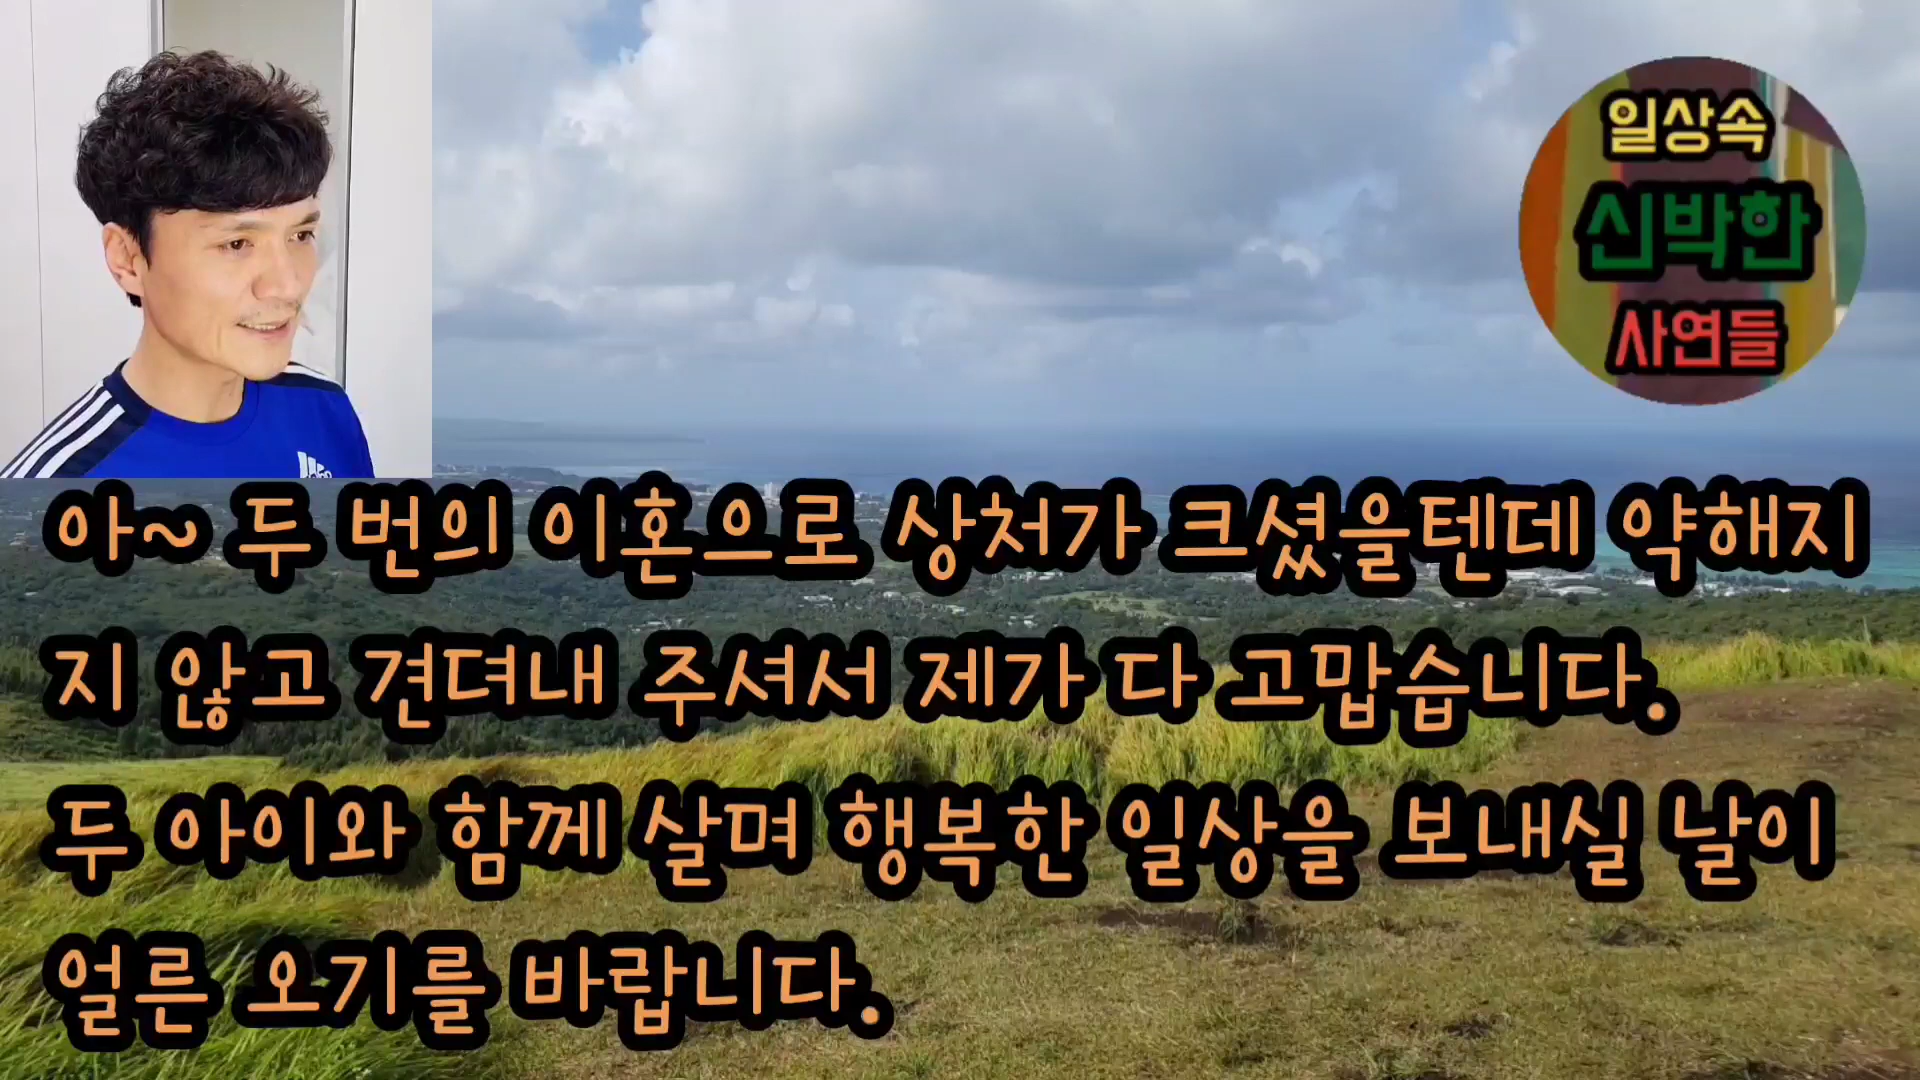 일상속
신박한
사연들
아~ 두 번의 이혼으로 상처가 크셨을텐데 약해지
지 않고 견뎌내 주셔서 제가 다 고맙습니다.
두 아이와 함께 살며 행복한 일상을 보내실 날이
얼른 오기를 바랍니다.